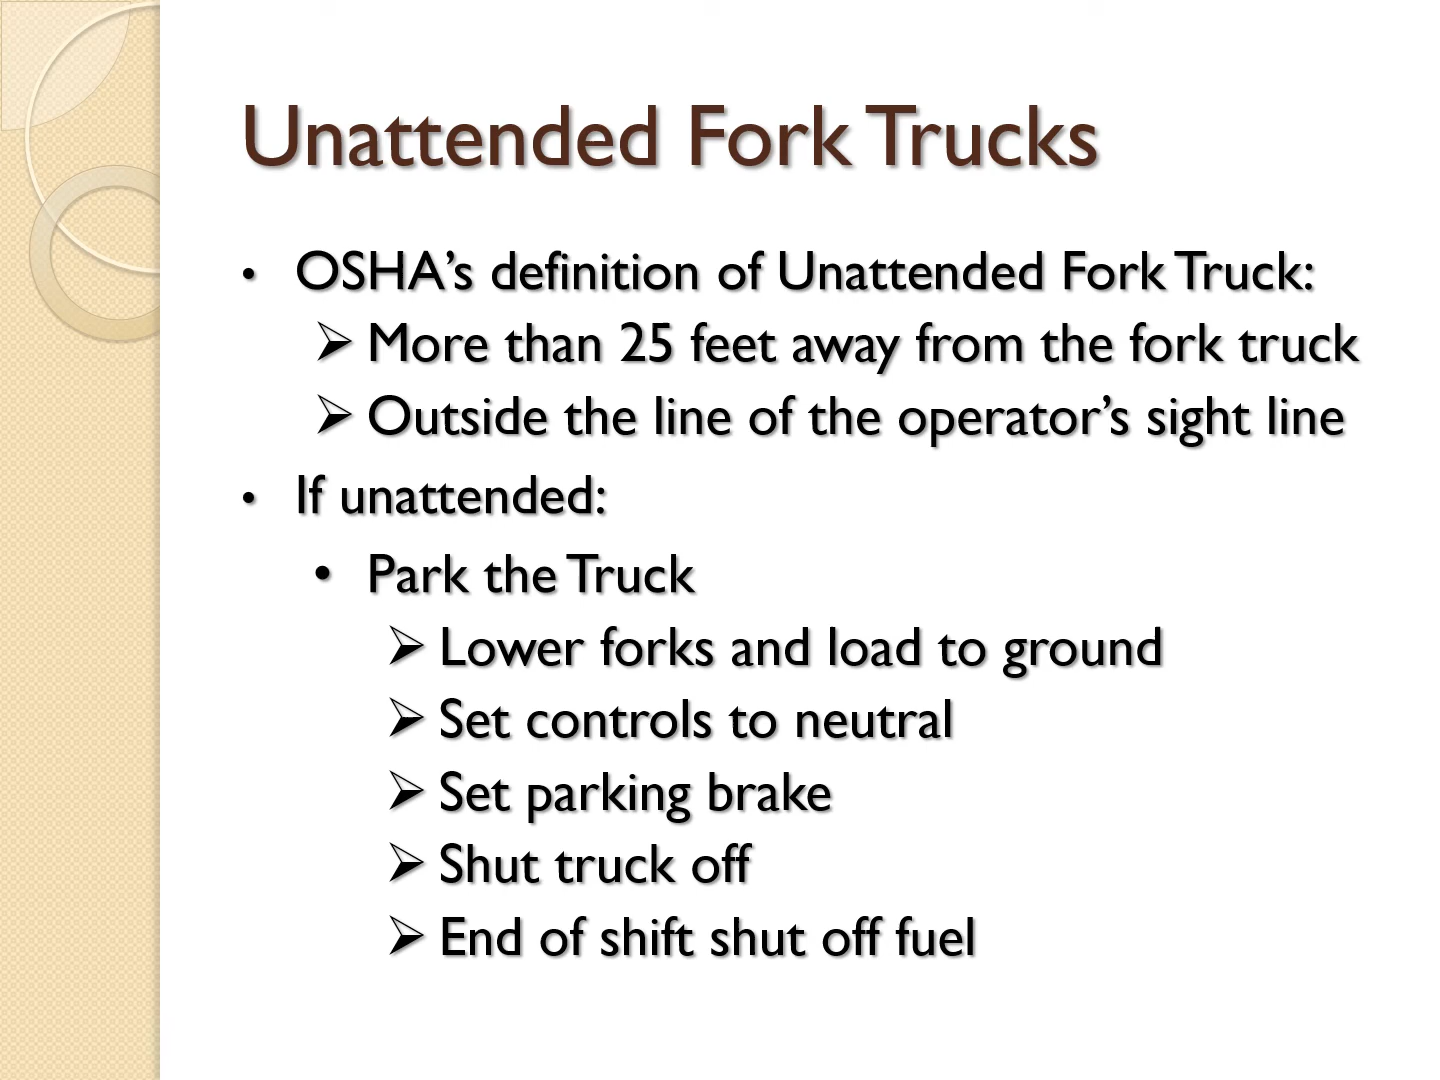 Unattended Fork Trucks
• OSHA’s definition of Unattended Fork Truck:
➢ More than 25 feet away from the fork truck
➢ Outside the line of the operator’s sight line
• If unattended:
• Park the Truck
➢ Lower forks and load to ground
➢ Set controls to neutral
➢ Set parking brake
➢ Shut truck off
➢ End of shift shut off fuel